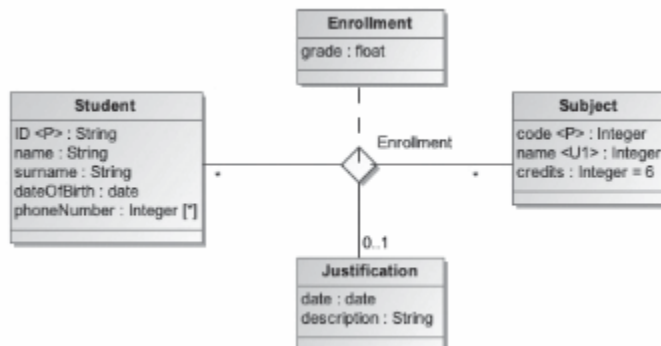 Enrollment
grade : float
Student
ID <P> : String
name : String
surname : String
dateOfBirth : date
phoneNumber : Integer [*]
Enrollment
*
*
Subject
code <P> : Integer
name <U1> : Integer
credits : Integer = 6
0..1
Justification
date : date
description : String